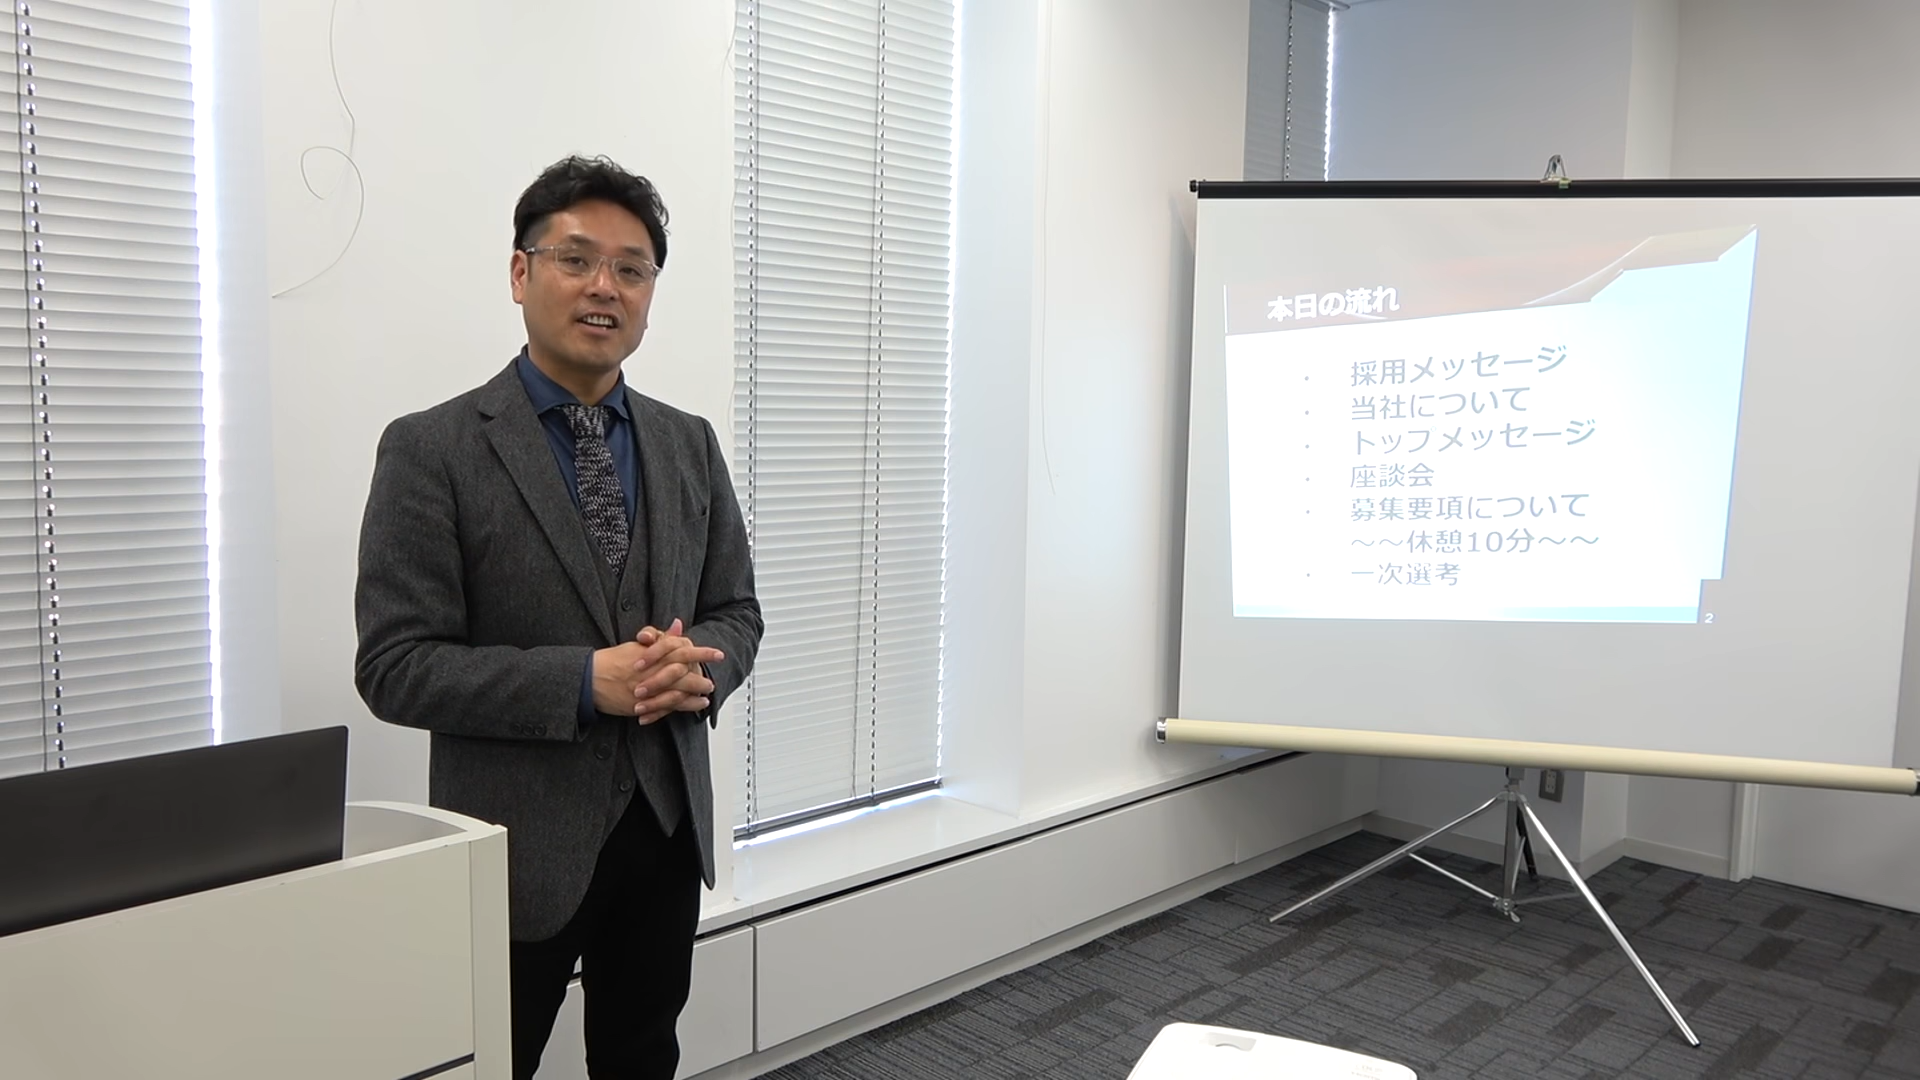 本日の流れ
・ 採用メッセージ
・ 当社について
・ トップメッセージ
・ 座談会
・ 募集要項について
～～休憩10分～～
・ 一次選考
2